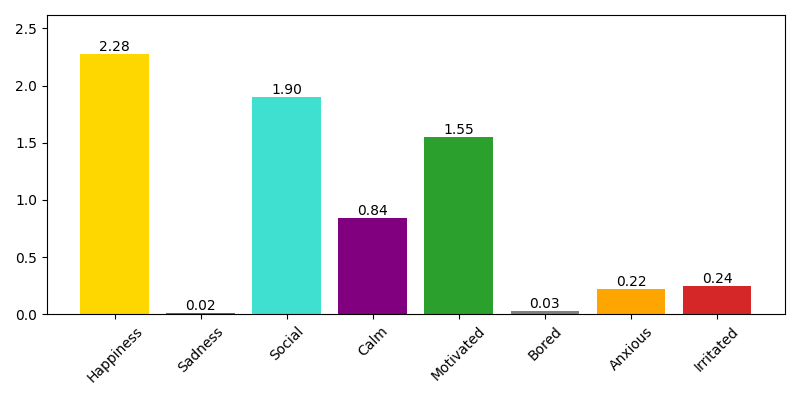 2.5
2.0
1.5
1.0
0.5
0.0
2.28
0.02
1.90
0.84
1.55
0.03
0.22
0.24
Happiness
Sadness
Social
Calm
Motivated
Bored
Anxious
Irritated